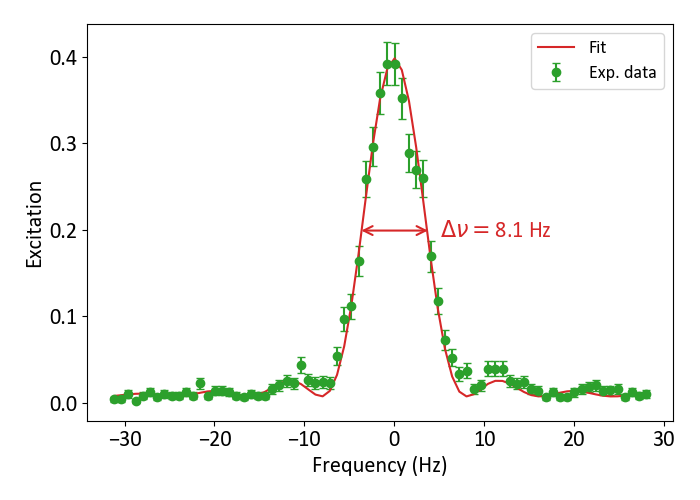 Fit
Exp. data
0.4
0.3
0.2
0.1
0.0
Excitation
Δν = 8.1 Hz
−30 −20 −10 0 10 20 30
Frequency (Hz)